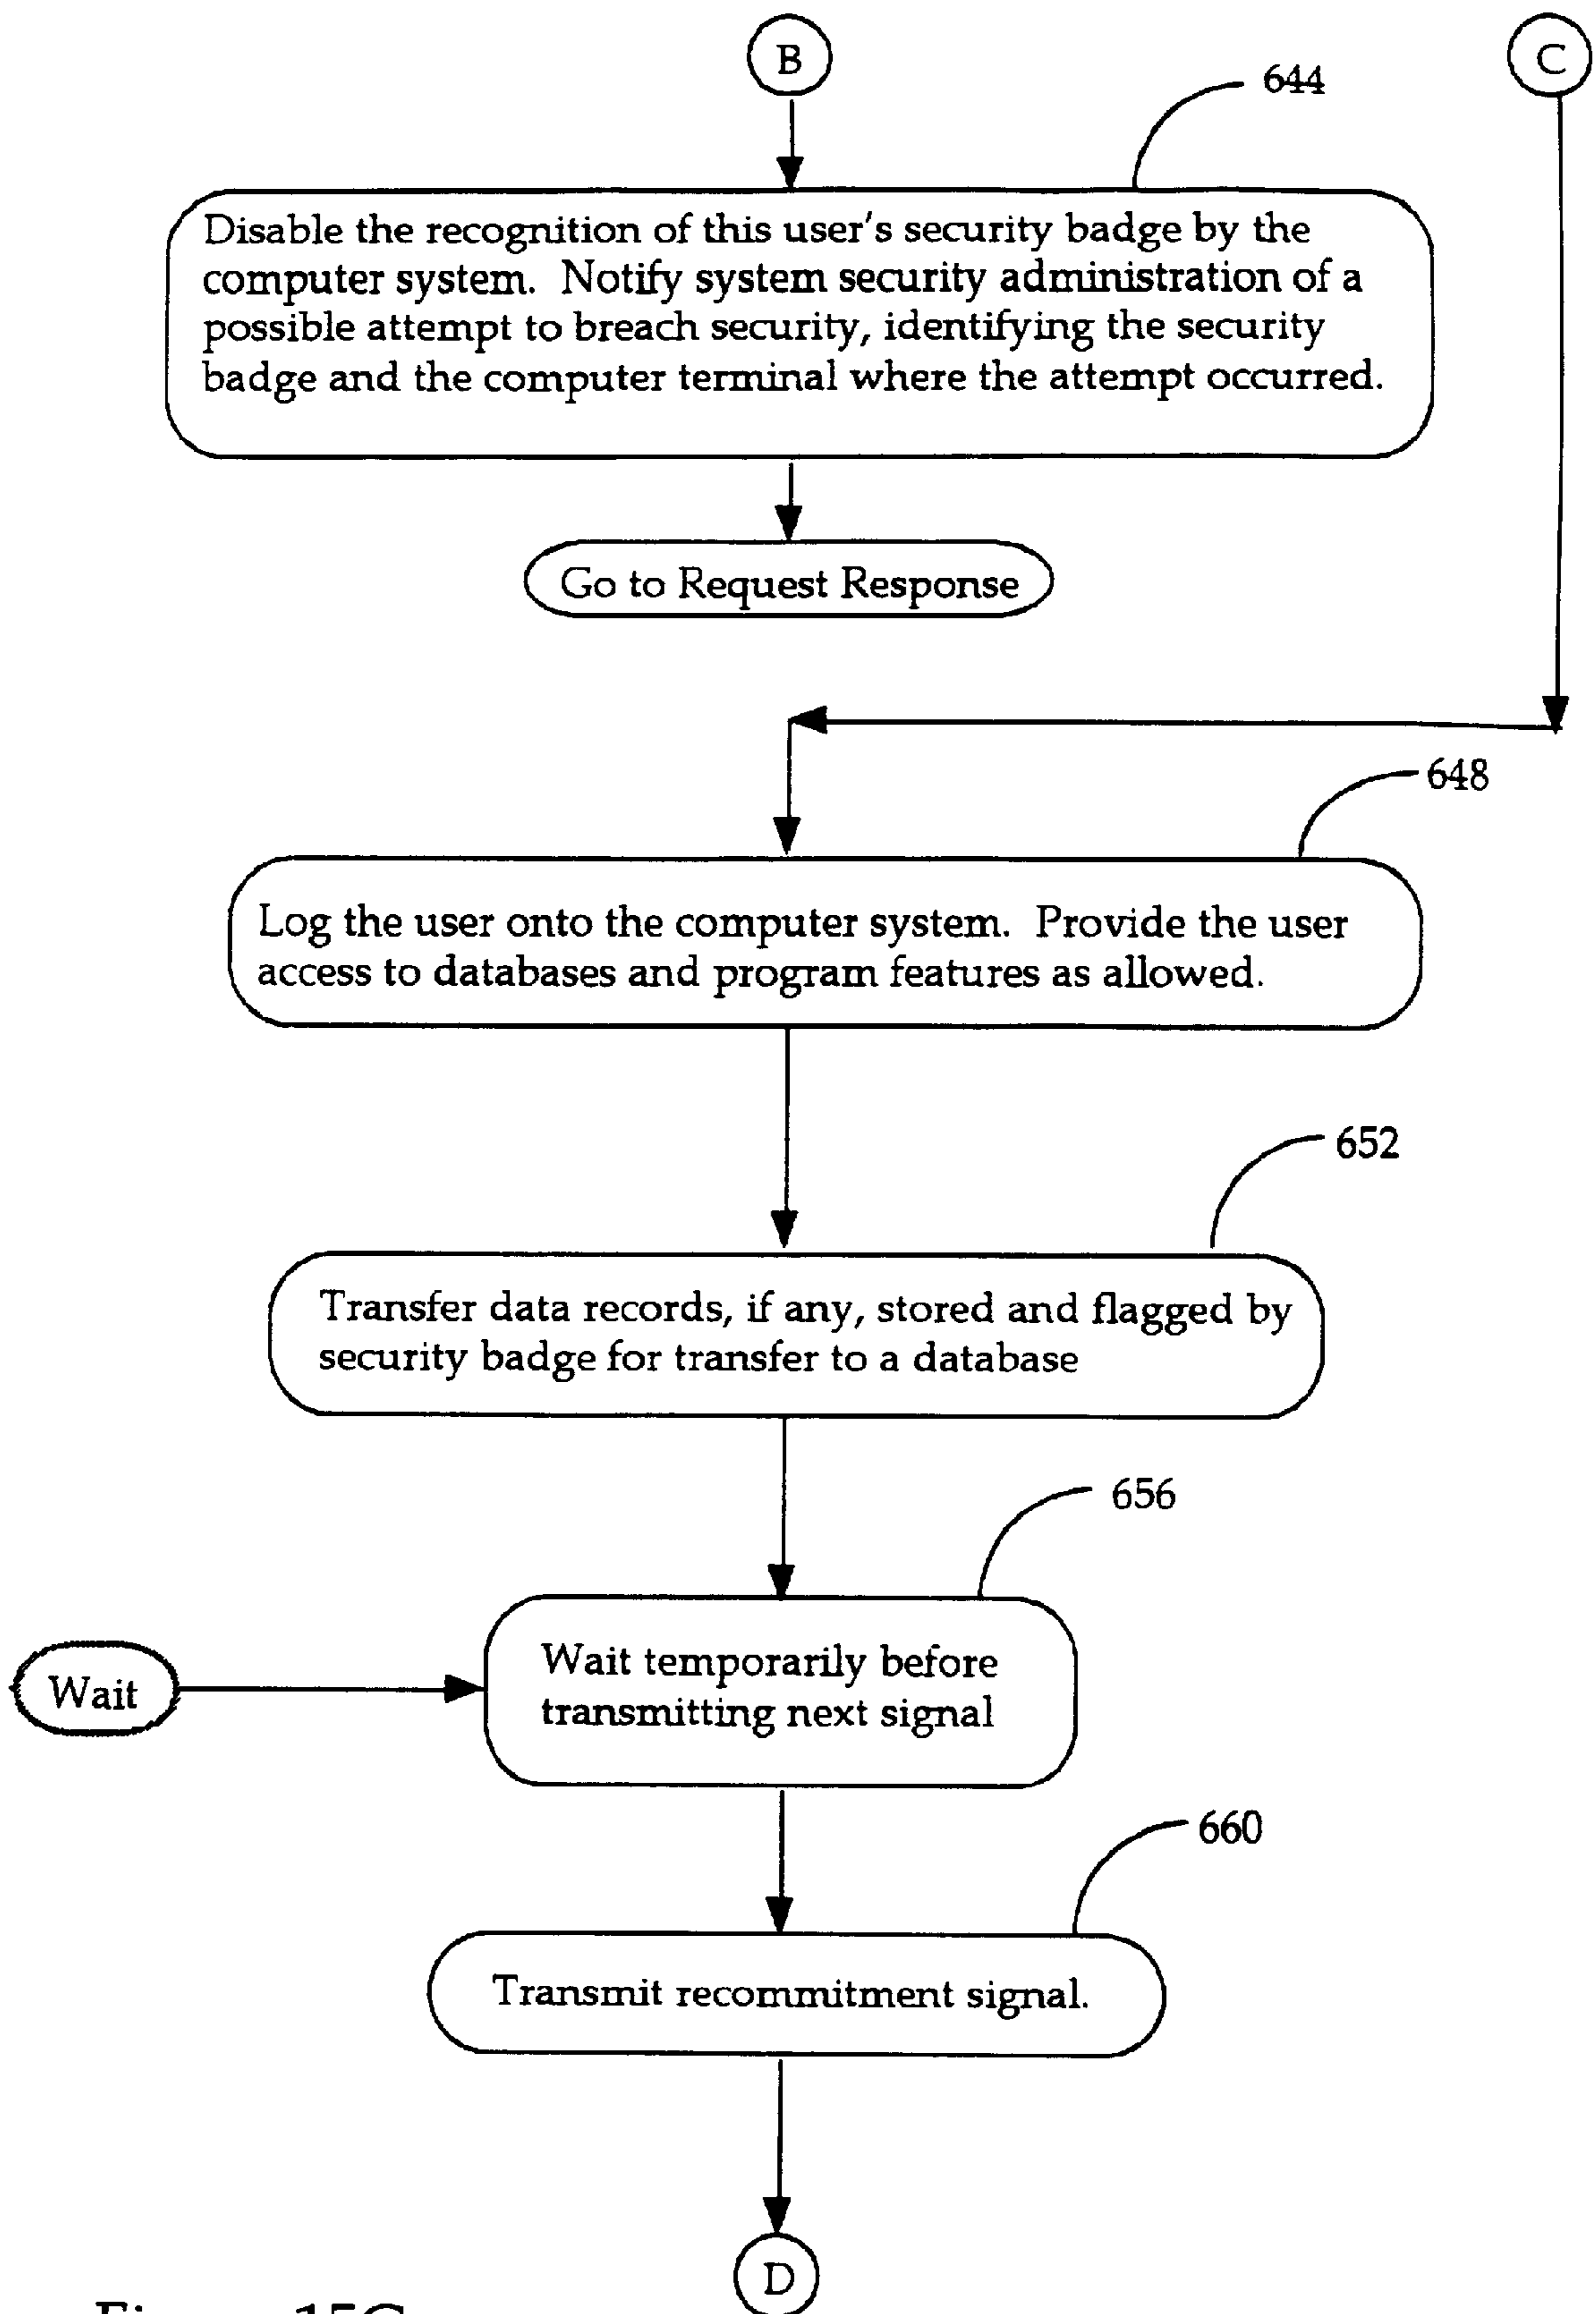 B
C
644
Disable the recognition of this user's security badge by the
computer system. Notify system security administration of a
possible attempt to breach security, identifying the security
badge and the computer terminal where the attempt occurred.
Go to Request Response
648
Log the user onto the computer system. Provide the user
access to databases and program features as allowed.
652
Transfer data records, if any, stored and flagged by
security badge for transfer to a database
656
Wait temporarily before
transmitting next signal
Wait
660
Transmit recommitment signal.
D